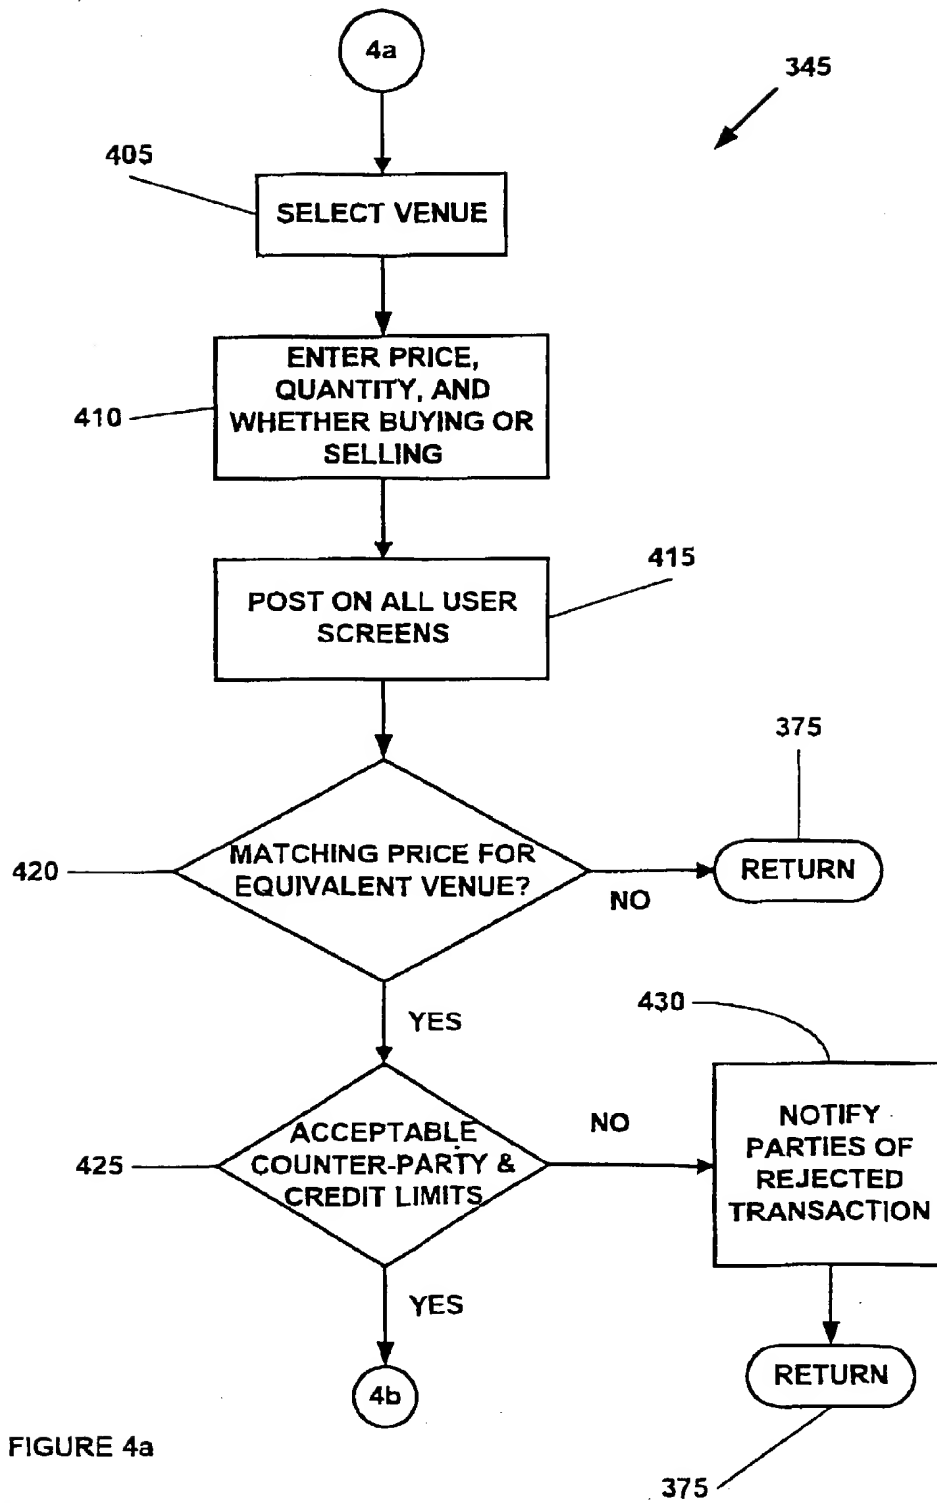 4a
345
405
SELECT VENUE
ENTER PRICE,
QUANTITY, AND
WHETHER BUYING OR
SELLING
410
415
POST ON ALL USER
SCREENS
375
MATCHING PRICE FOR
EQUIVALENT VENUE?
420
RETURN
NO
YES
430
ACCEPTABLE
COUNTER-PARTY &
CREDIT LIMITS
425
NO
NOTIFY
PARTIES OF
REJECTED
TRANSACTION
YES
4b
RETURN
FIGURE 4a
375